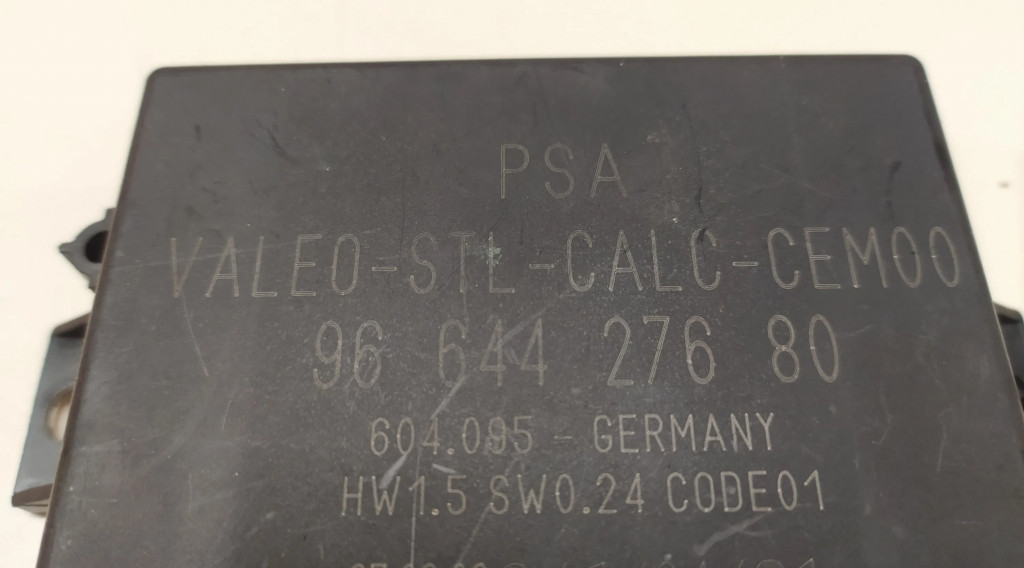 PSA
VALEO-STL-CALC-CEM00
96 644 276 80
604.095 - GERMANY
HW1.5 SW0.24 CODE01